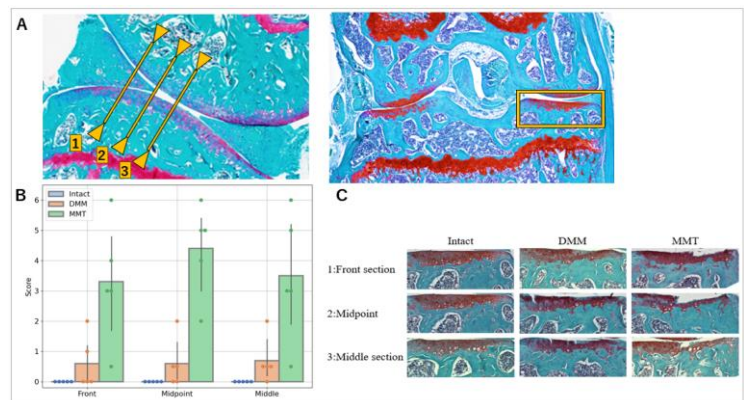 A
1
2
3
B
C
Intact
DMM
MMT
6
5
4
3
2
1
0
Score
Front
Midpoint
Middle
Intact
DMM
MMT
1:Front section
2:Midpoint
3:Middle section